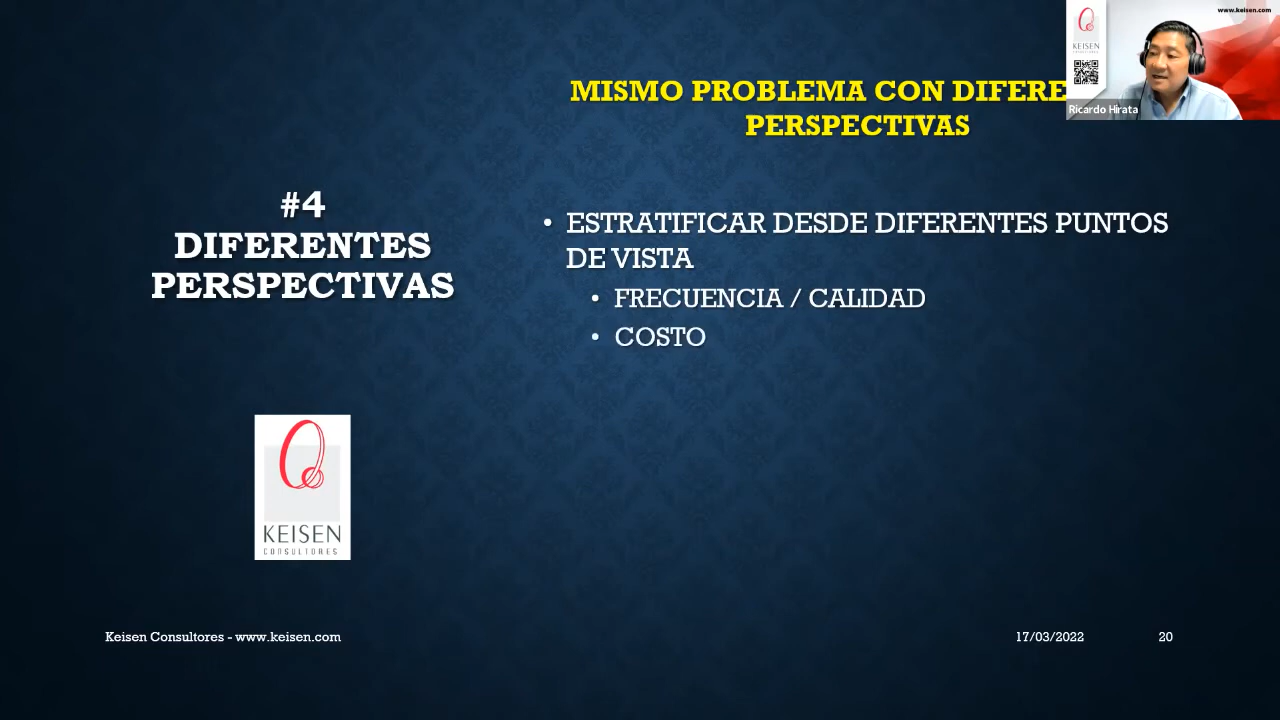 www.keisen.com
KEISEN
CONSULTORES
Ricardo Hirata
MISMO PROBLEMA CON DIFERE
PERSPECTIVAS
#4
DIFERENTES
PERSPECTIVAS
• ESTRATIFICAR DESDE DIFERENTES PUNTOS
DE VISTA
• FRECUENCIA / CALIDAD
• COSTO
KEISEN
CONSULTORES
Keisen Consultores - www.keisen.com
17/03/2022
20